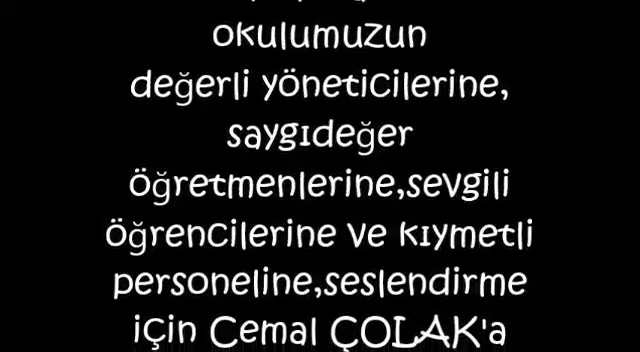 okulumuzun
değerli yöneticilerine,
saygıdeğer
öğretmenlerine,sevgili
öğrencilerine ve kıymetli
personeline,seslendirme
için Cemal ÇOLAK'a